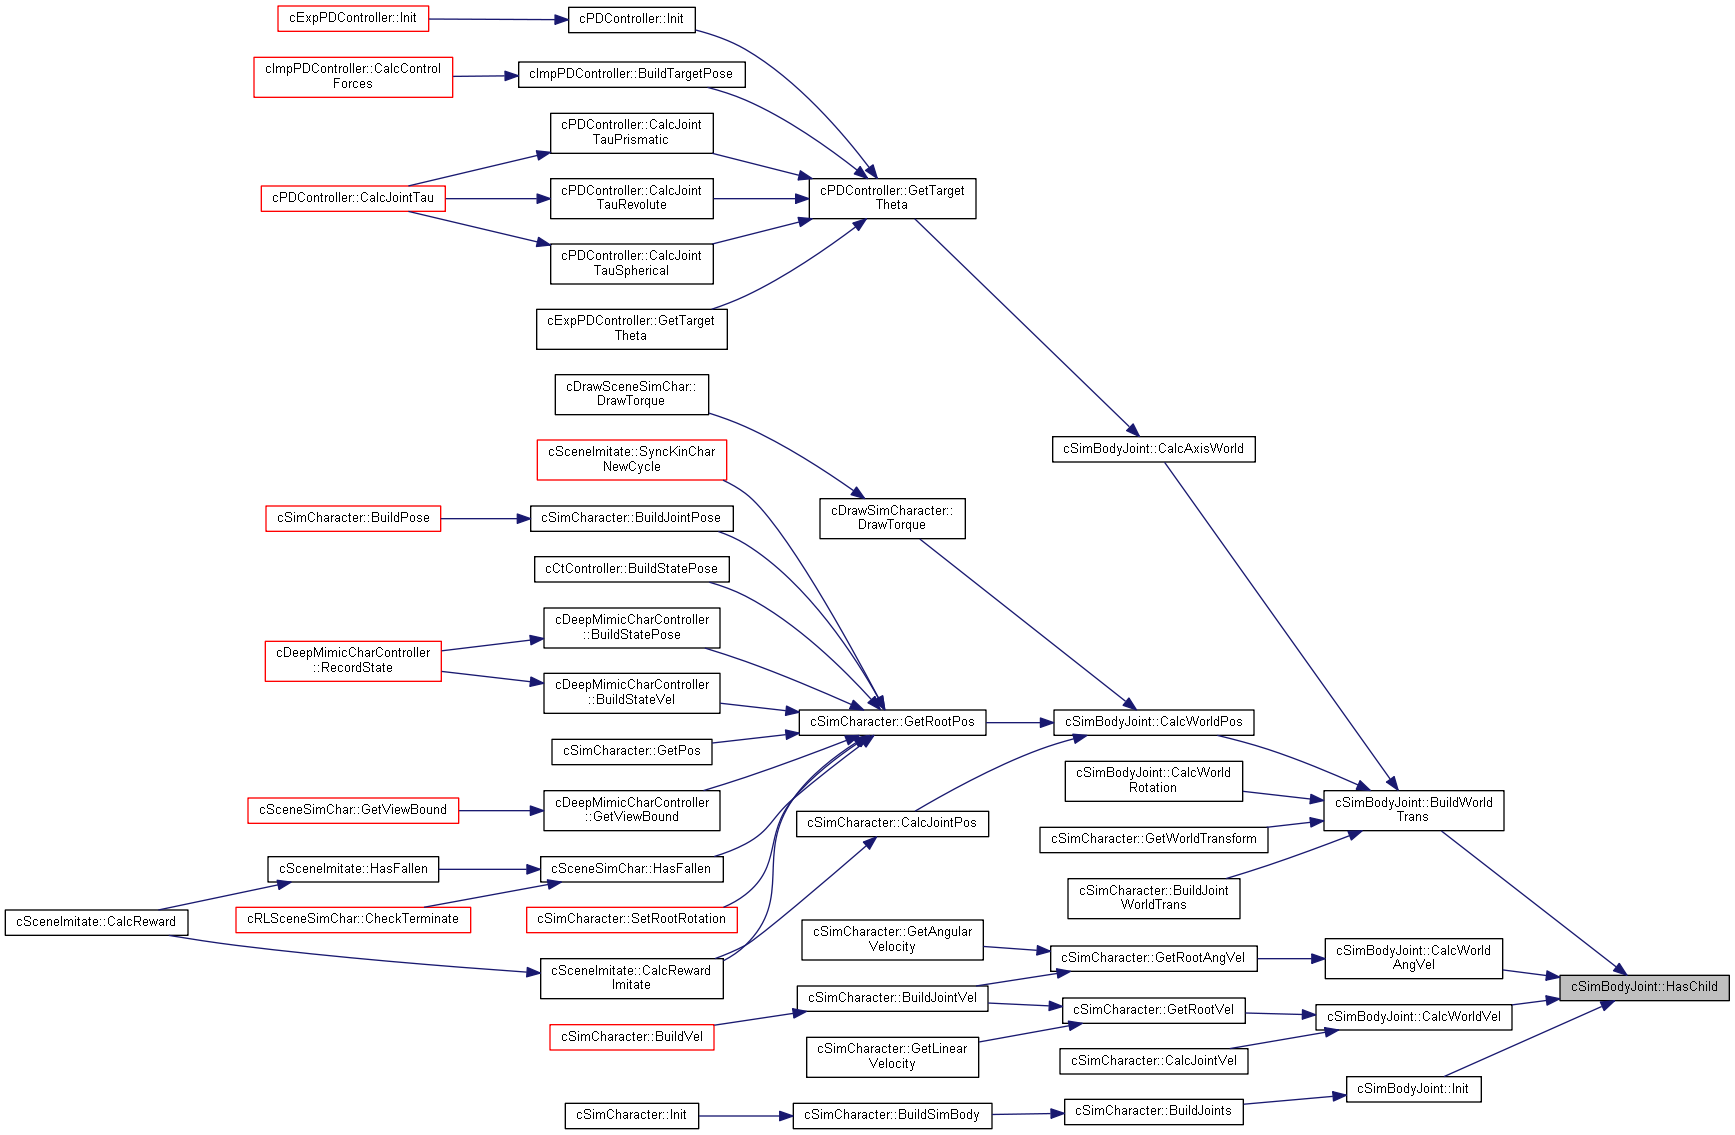 cExpPDController::Init
cPDController::Init
cImpPDController::CalcControl
Forces
cImpPDController::BuildTargetPose
cPDController::CalcJoint
TauPrismatic
cPDController::CalcJointTau
cPDController::CalcJoint
TauRevolute
cPDController::GetTarget
Theta
cPDController::CalcJoint
TauSpherical
cExpPDController::GetTarget
Theta
cDrawSceneSimChar::
DrawTorque
cSimBodyJoint::CalcAxisWorld
cSceneImitate::SyncKinChar
NewCycle
cSimCharacter::BuildPose
cSimCharacter::BuildJointPose
cDrawSimCharacter::
DrawTorque
cCtController::BuildStatePose
cDeepMimicCharController
::BuildStatePose
cDeepMimicCharController
::RecordState
cDeepMimicCharController
::BuildStateVel
cSimCharacter::GetRootPos
cSimBodyJoint::CalcWorldPos
cSimCharacter::GetPos
cSimBodyJoint::CalcWorld
Rotation
cSceneSimChar::GetViewBound
cDeepMimicCharController
::GetViewBound
cSimBodyJoint::BuildWorld
Trans
cSimCharacter::CalcJointPos
cSimCharacter::GetWorldTransform
cSceneImitate::HasFallen
cSceneSimChar::HasFallen
cSimCharacter::BuildJoint
WorldTrans
cSceneImitate::CalcReward
cRLSceneSimChar::CheckTerminate
cSimCharacter::SetRootRotation
cSimCharacter::GetAngular
Velocity
cSimCharacter::GetRootAngVel
cSimBodyJoint::CalcWorld
AngVel
cSceneImitate::CalcReward
Imitate
cSimBodyJoint::HasChild
cSimCharacter::BuildJointVel
cSimCharacter::GetRootVel
cSimBodyJoint::CalcWorldVel
cSimCharacter::BuildVel
cSimCharacter::GetLinear
Velocity
cSimCharacter::CalcJointVel
cSimBodyJoint::Init
cSimCharacter::Init
cSimCharacter::BuildSimBody
cSimCharacter::BuildJoints